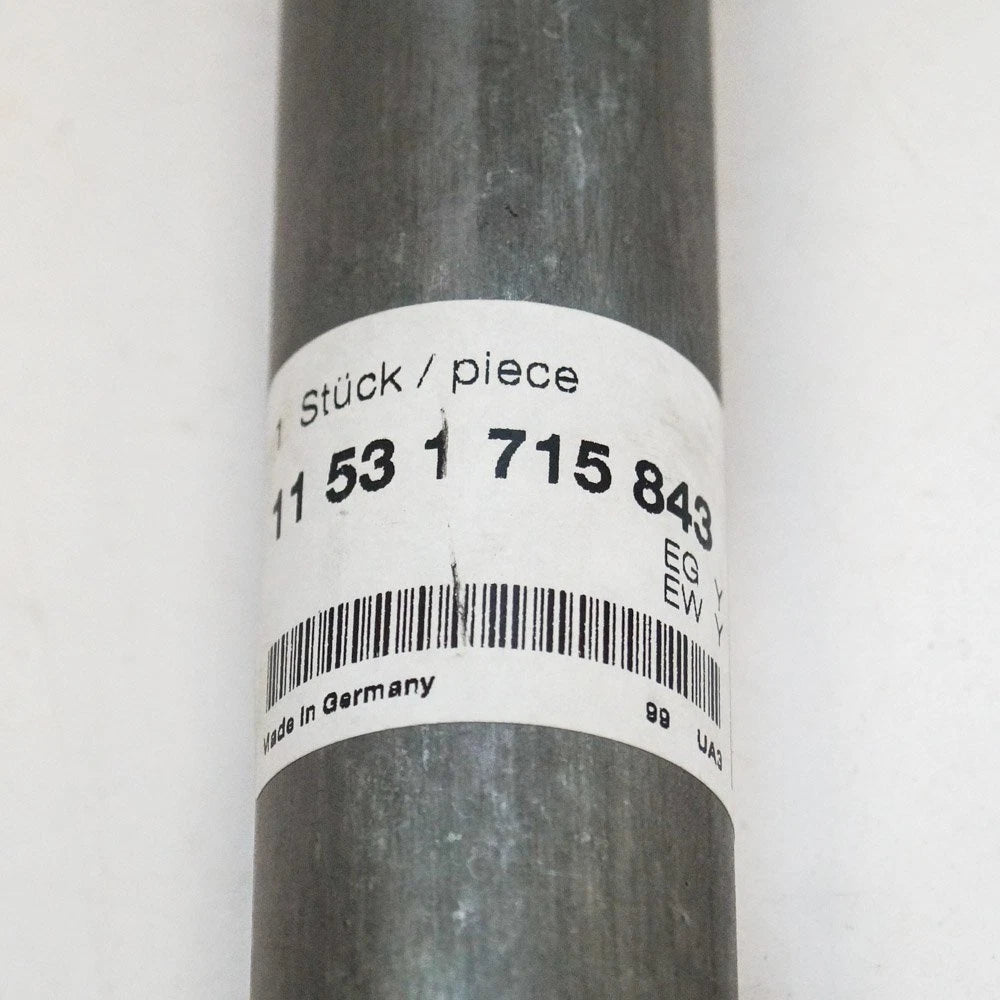 1 Stück / piece
11 53 1 715 843
EG Y
EW Y
Made in Germany 99 UA3